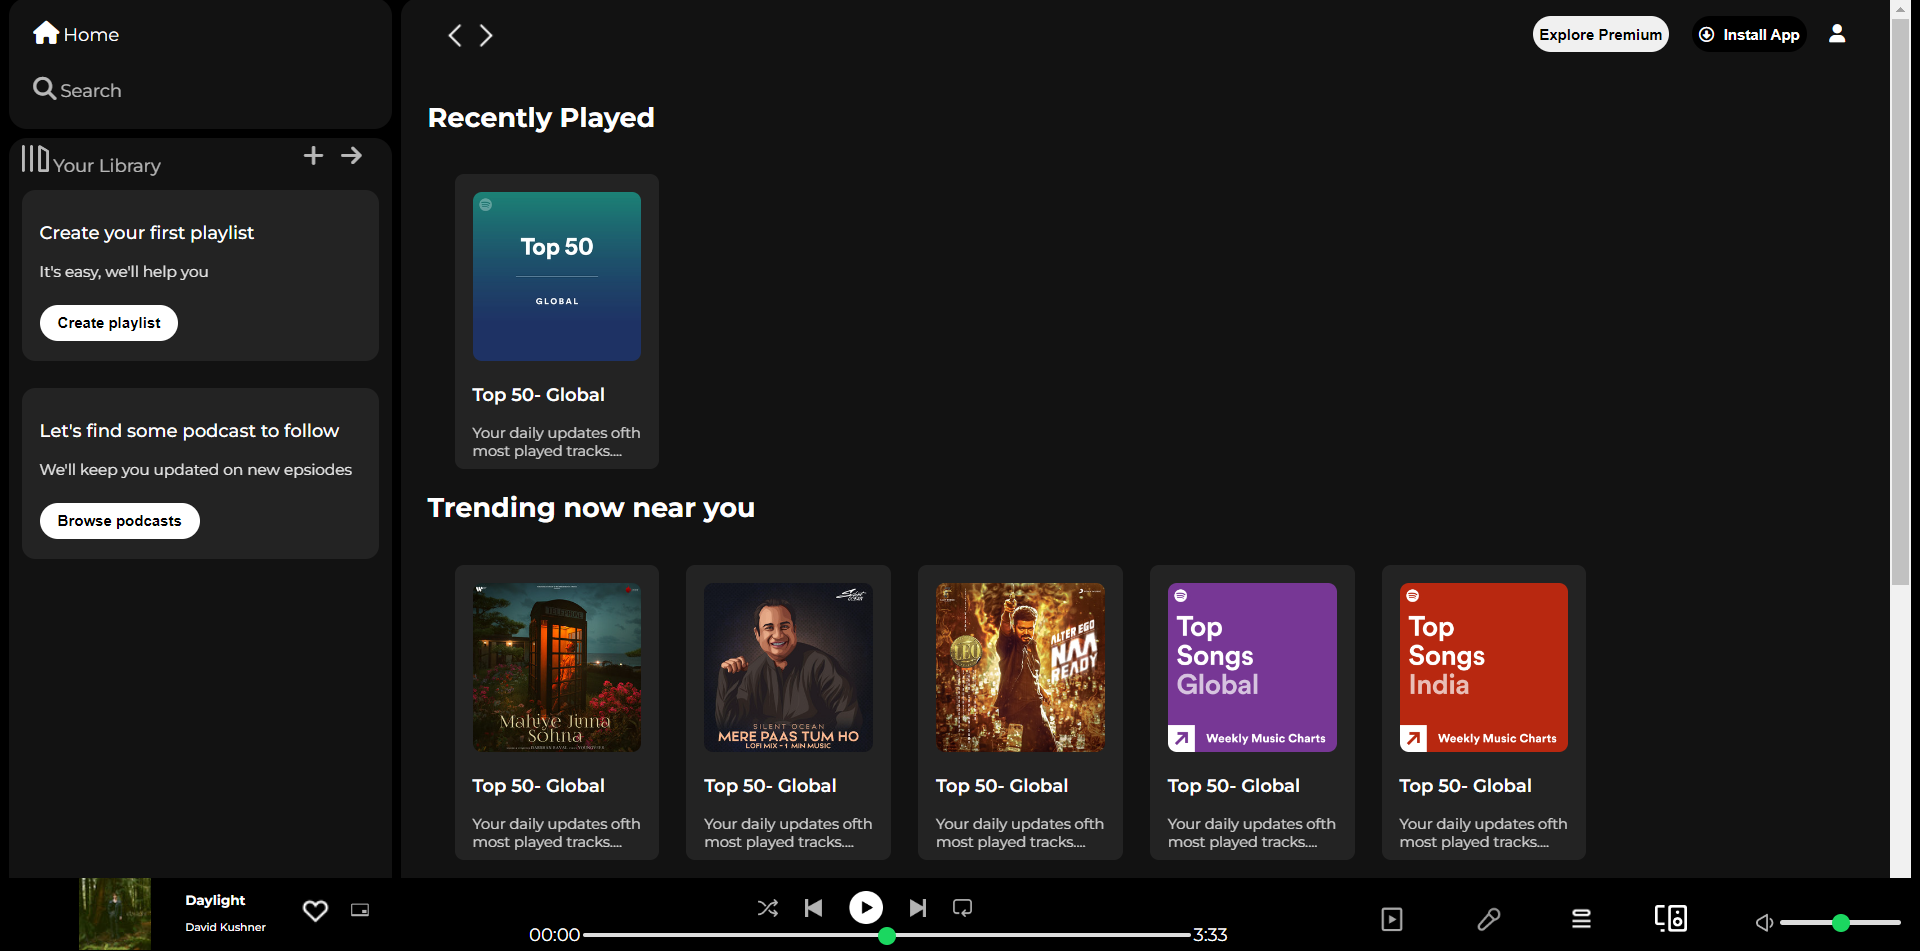 Home
Search
Your Library
Create your first playlist
It's easy, we'll help you
Create playlist
Let's find some podcast to follow
We'll keep you updated on new epsiodes
Browse podcasts
Explore Premium
Install App
Recently Played
Top 50
GLOBAL
Top 50- Global
Your daily updates ofth
most played tracks....
Trending now near you
Mahiye Jinna
Sohna
Top 50- Global
Your daily updates ofth
most played tracks....
SILENT OCEAN
MERE PAAS TUM HO
LOFI MIX - 1 MIN MUSIC
Top 50- Global
Your daily updates ofth
most played tracks....
LEO
ALTER EGO
NAA
READY
Top 50- Global
Your daily updates ofth
most played tracks....
Top
Songs
Global
Weekly Music Charts
Top 50- Global
Your daily updates ofth
most played tracks....
Top
Songs
India
Weekly Music Charts
Top 50- Global
Your daily updates ofth
most played tracks....
Daylight
David Kushner
00:00
3:33